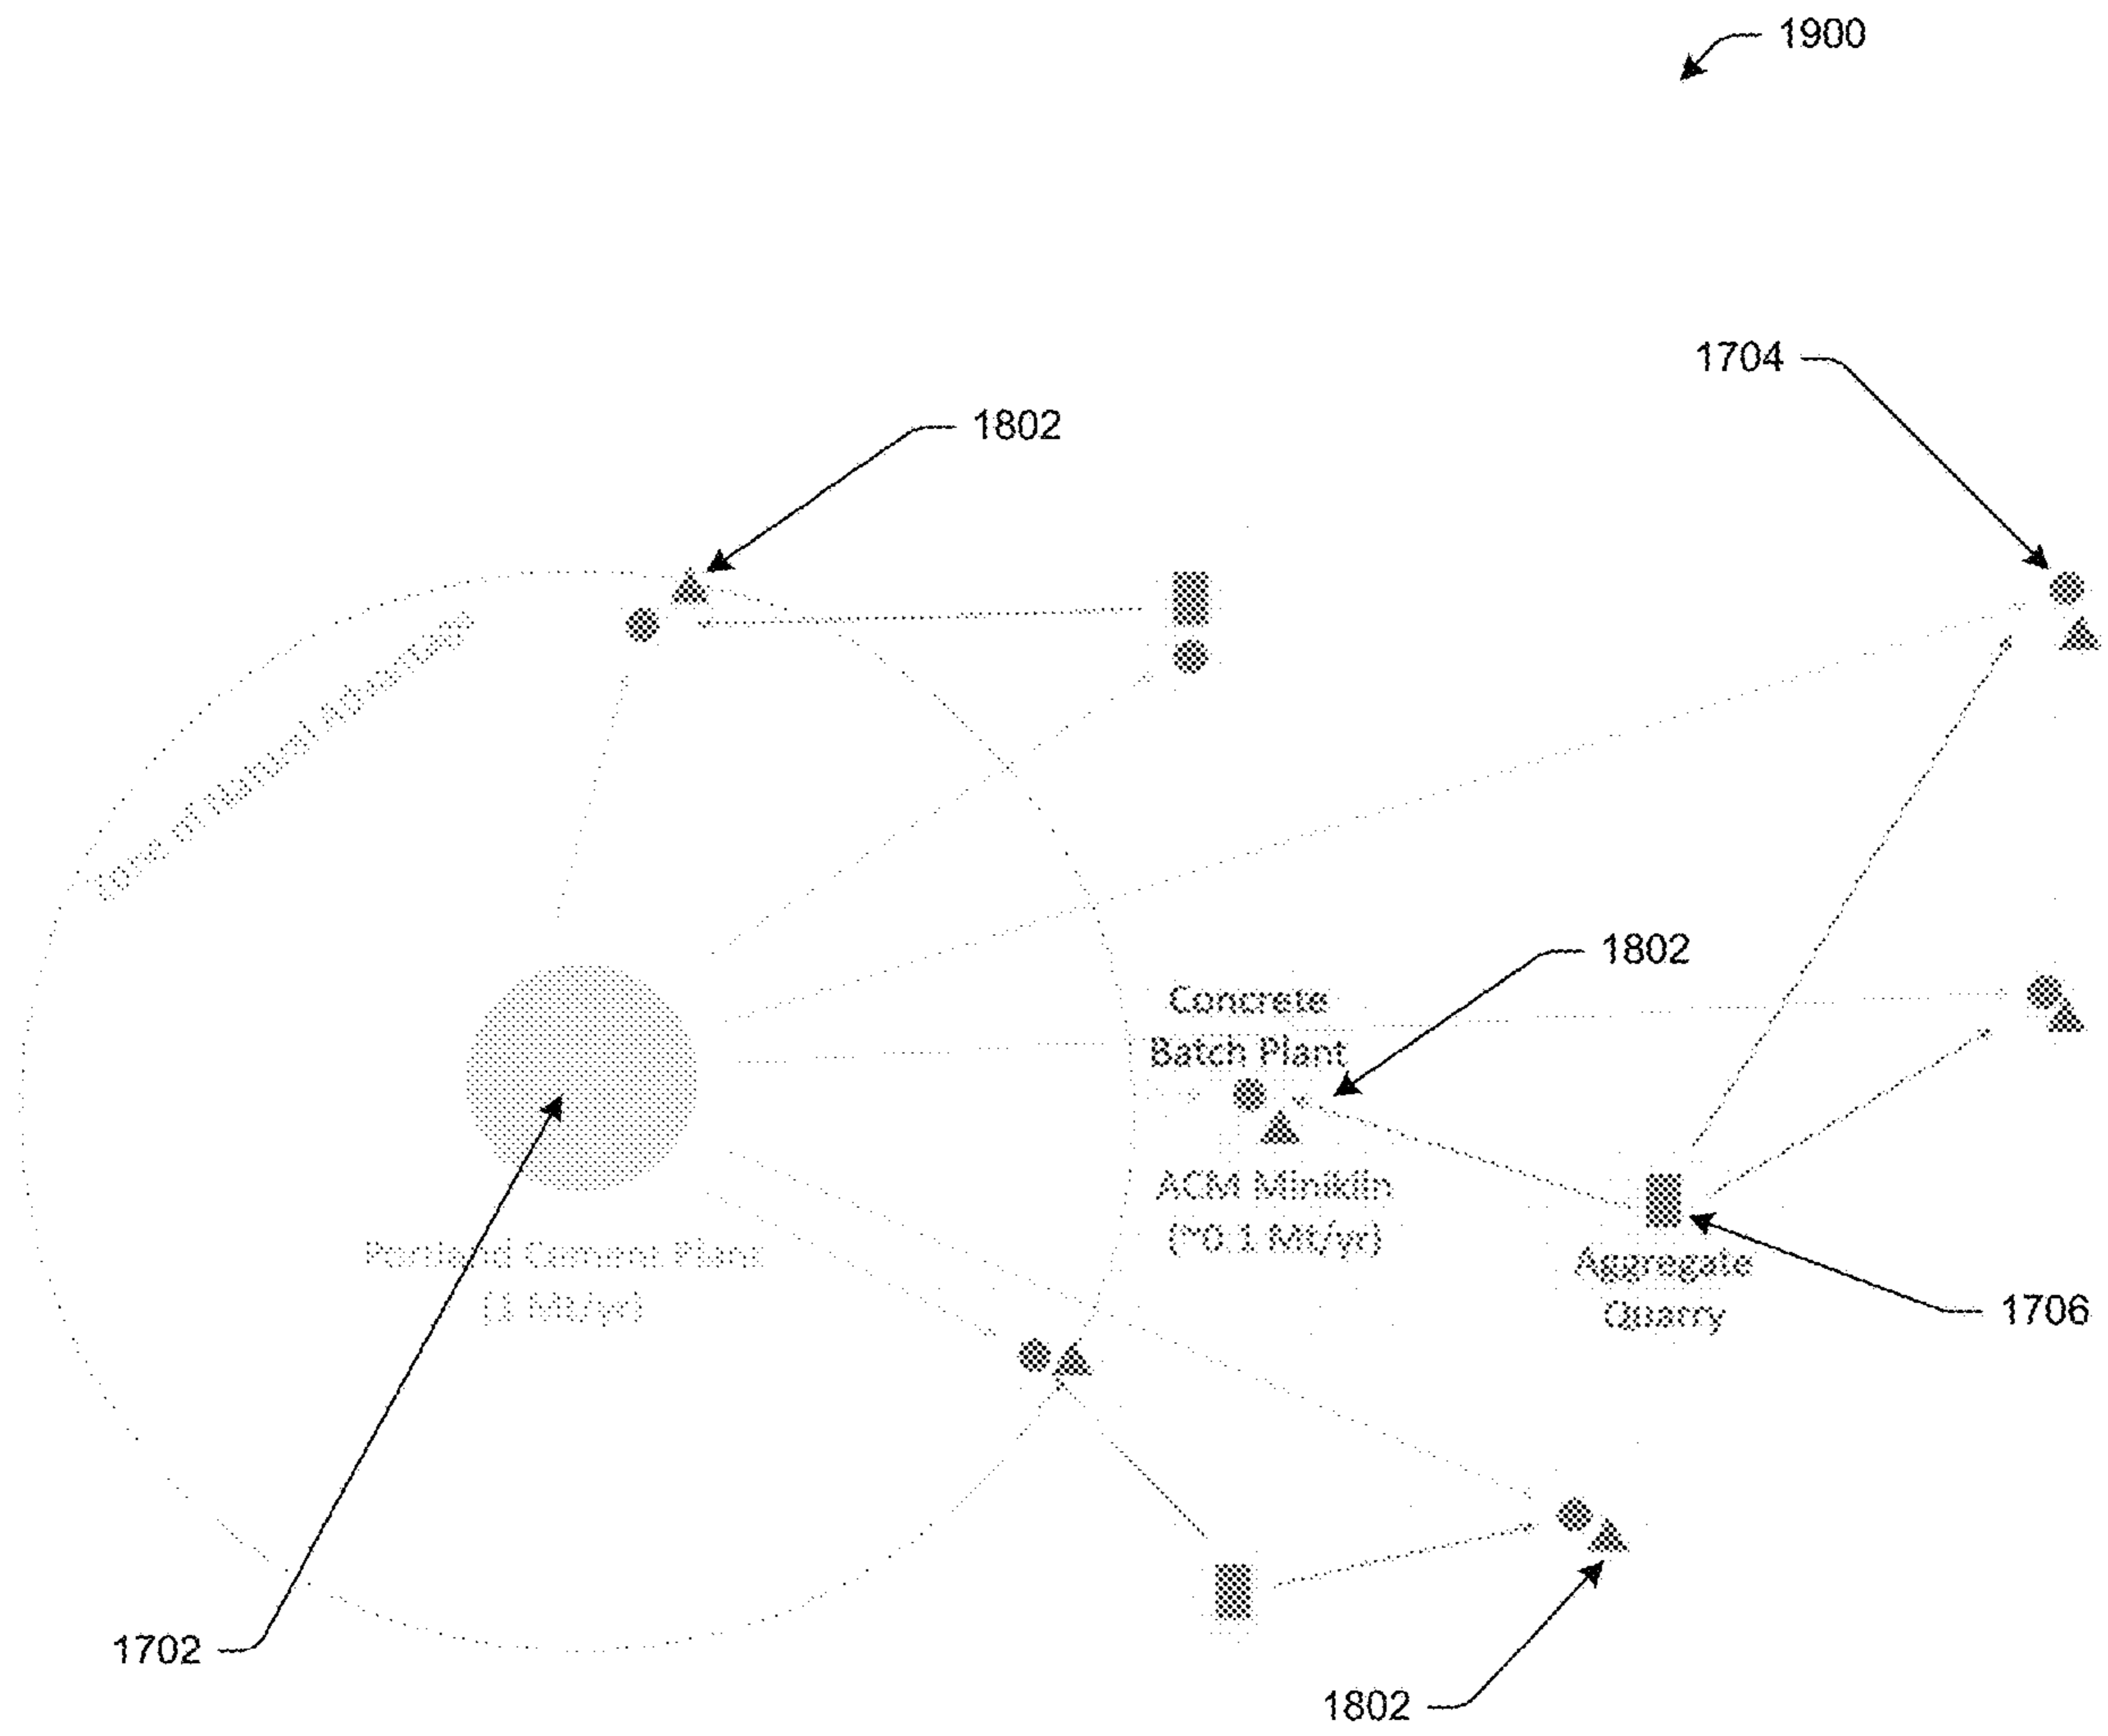 1900
1704
1802
Zone of Natural Advantage
1802
Concrete
Batch Plant
ACM Minikiln
(~0.1 Mt/yr)
Portland Cement Plant
(1 Mt/yr)
Aggregate
Quarry
1706
1702
1802